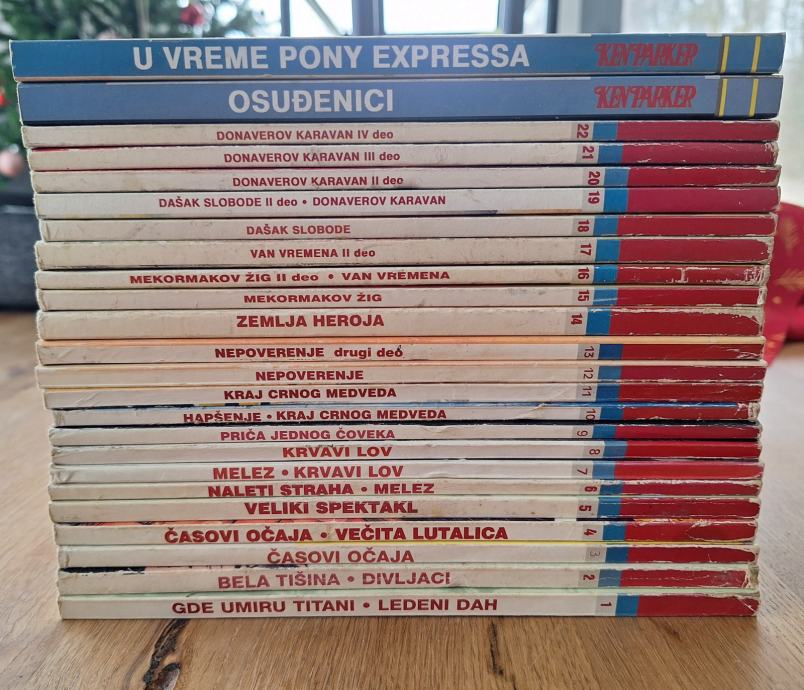 U VREME PONY EXPRESSA KEN PARKER
OSUĐENICI KEN PARKER
DONAVEROV KARAVAN IV deo 22
DONAVEROV KARAVAN III deo 21
DONAVEROV KARAVAN II deo 20
DAŠAK SLOBODE II deo • DONAVEROV KARAVAN 19
DAŠAK SLOBODE 18
VAN VREMENA II deo 17
MEKORMAKOV ŽIG II deo • VAN VREMENA 16
MEKORMAKOV ŽIG 15
ZEMLJA HEROJA 14
NEPOVERENJE drugi deo 13
NEPOVERENJE 12
KRAJ CRNOG MEDVEDA 11
HAPŠENJE • KRAJ CRNOG MEDVEDA 10
PRIČA JEDNOG ČOVEKA 9
KRVAVI LOV 8
MELEZ • KRVAVI LOV 7
NALETI STRAHA • MELEZ 6
VELIKI SPEKTAKL 5
ČASOVI OČAJA • VEČITA LUTALICA 4
ČASOVI OČAJA 3
BELA TIŠINA • DIVLJACI 2
GDE UMIRU TITANI • LEDENI DAH 1